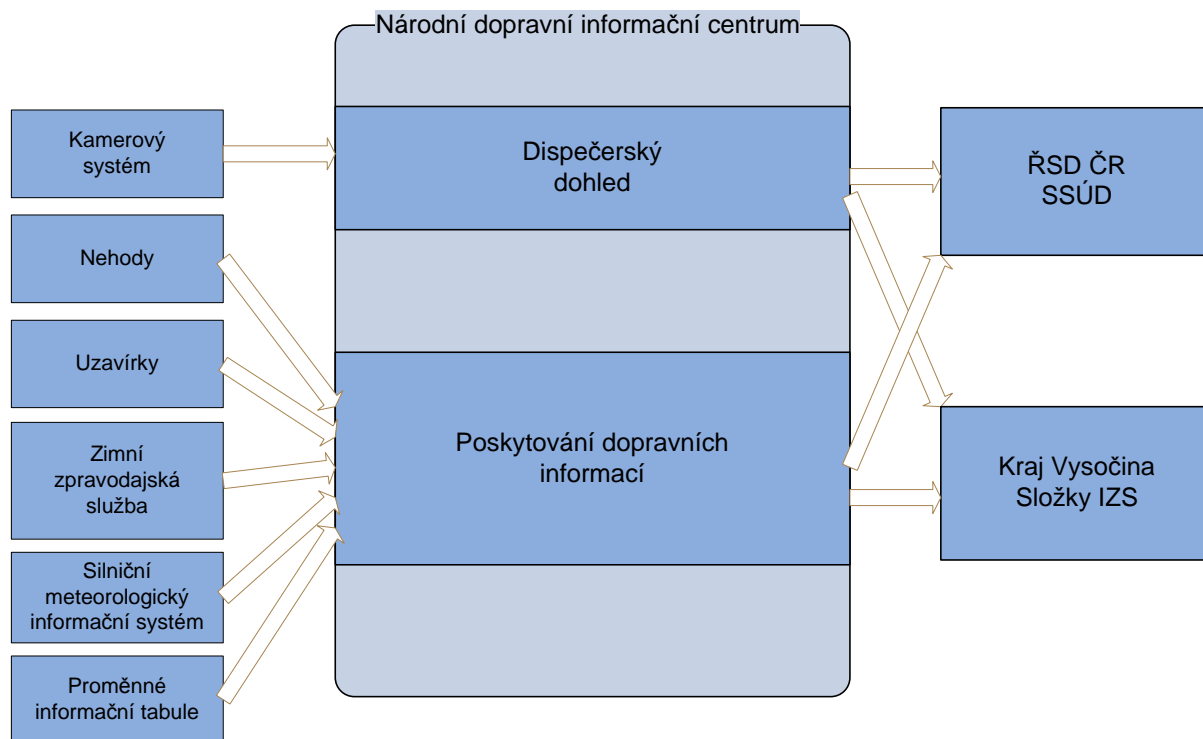 Národní dopravní informační centrum
Kamerový
systém
Nehody
Uzavírky
Zimní
zpravodajská
služba
Silniční
meteorologický
informační systém
Proměnné
informační tabule
Dispečerský
dohled
Poskytování dopravních
informací
ŘSD ČR
SSÚD
Kraj Vysočina
Složky IZS